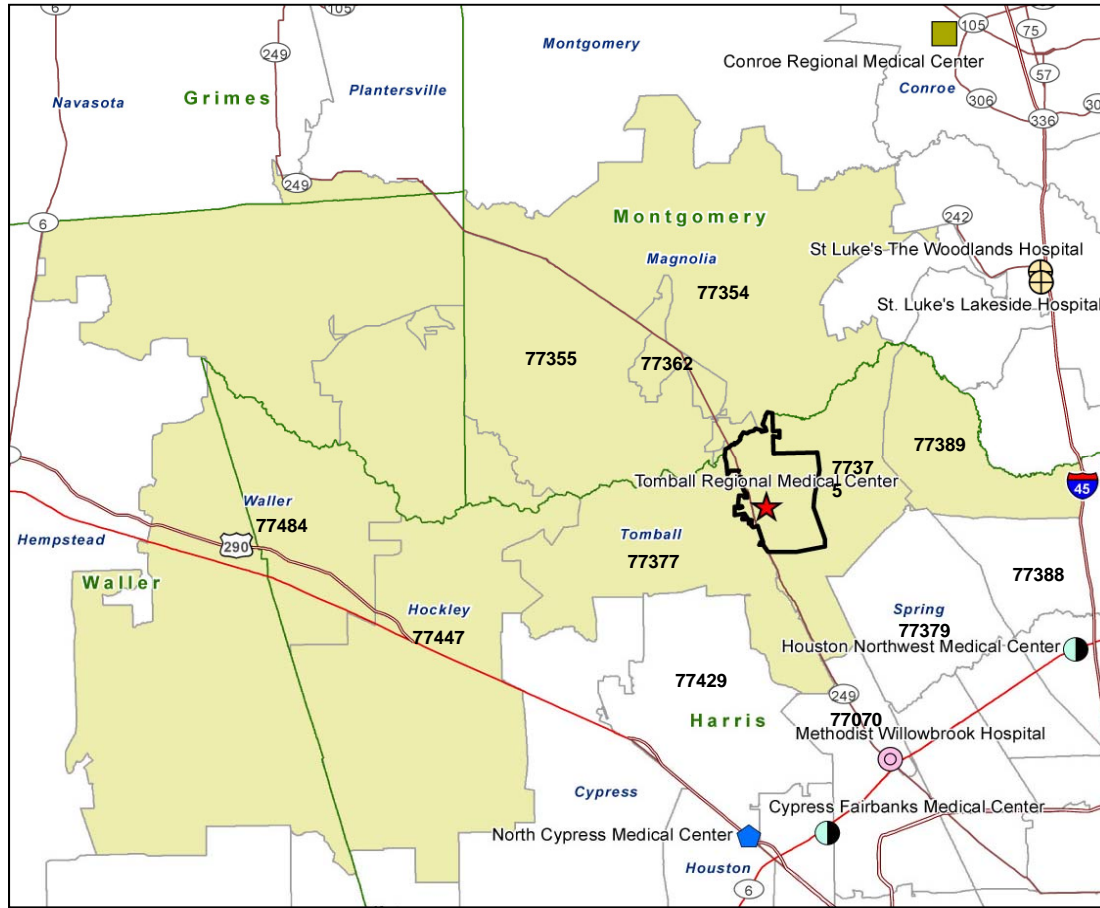 6
105
105
75
249
Montgomery
Conroe Regional Medical Center
57
Navasota
Grimes
Plantersville
Conroe
306
30
336
249
6
Montgomery
242
St Luke's The Woodlands Hospital
Magnolia
77354
St. Luke's Lakeside Hospital
77355
77362
77389
7737
5
Tomball Regional Medical Center
45
Waller
77484
Tomball
Hempstead
290
77377
Waller
77388
Hockley
77447
Spring
77379
Houston Northwest Medical Center
77429
249
Harris
77070
Methodist Willowbrook Hospital
Cypress
Cypress Fairbanks Medical Center
North Cypress Medical Center
Houston
6